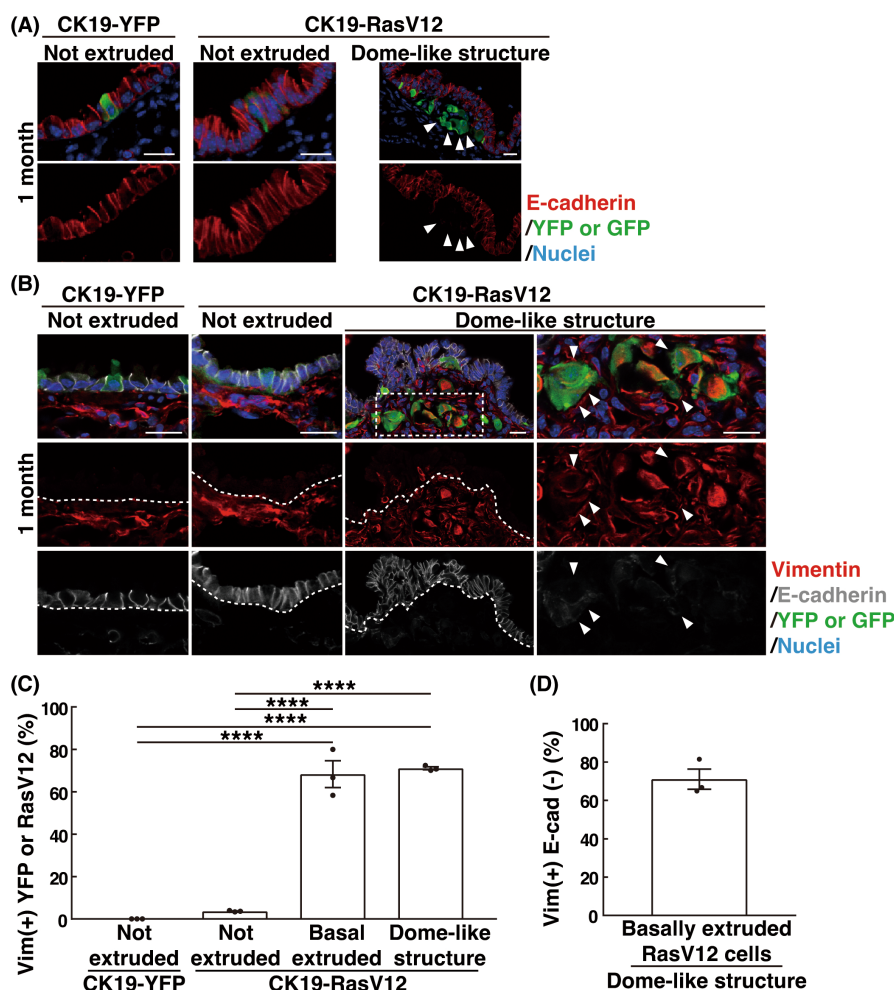 (A)
CK19-YFP
CK19-RasV12
Not extruded
Not extruded
Dome-like structure
1 month
E-cadherin
/YFP or GFP
/Nuclei
(B)
CK19-YFP
CK19-RasV12
Not extruded
Not extruded
Dome-like structure
1 month
Vimentin
/E-cadherin
/YFP or GFP
/Nuclei
(C)
Vim(+) YFP or RasV12 (%)
100
80
60
40
20
0
****
****
****
****
Not extruded
Not extruded
Basal extruded
Dome-like structure
CK19-YFP
CK19-RasV12
(D)
Vim(+) E-cad (-) (%)
100
80
60
40
20
0
Basally extruded
RasV12 cells
Dome-like structure